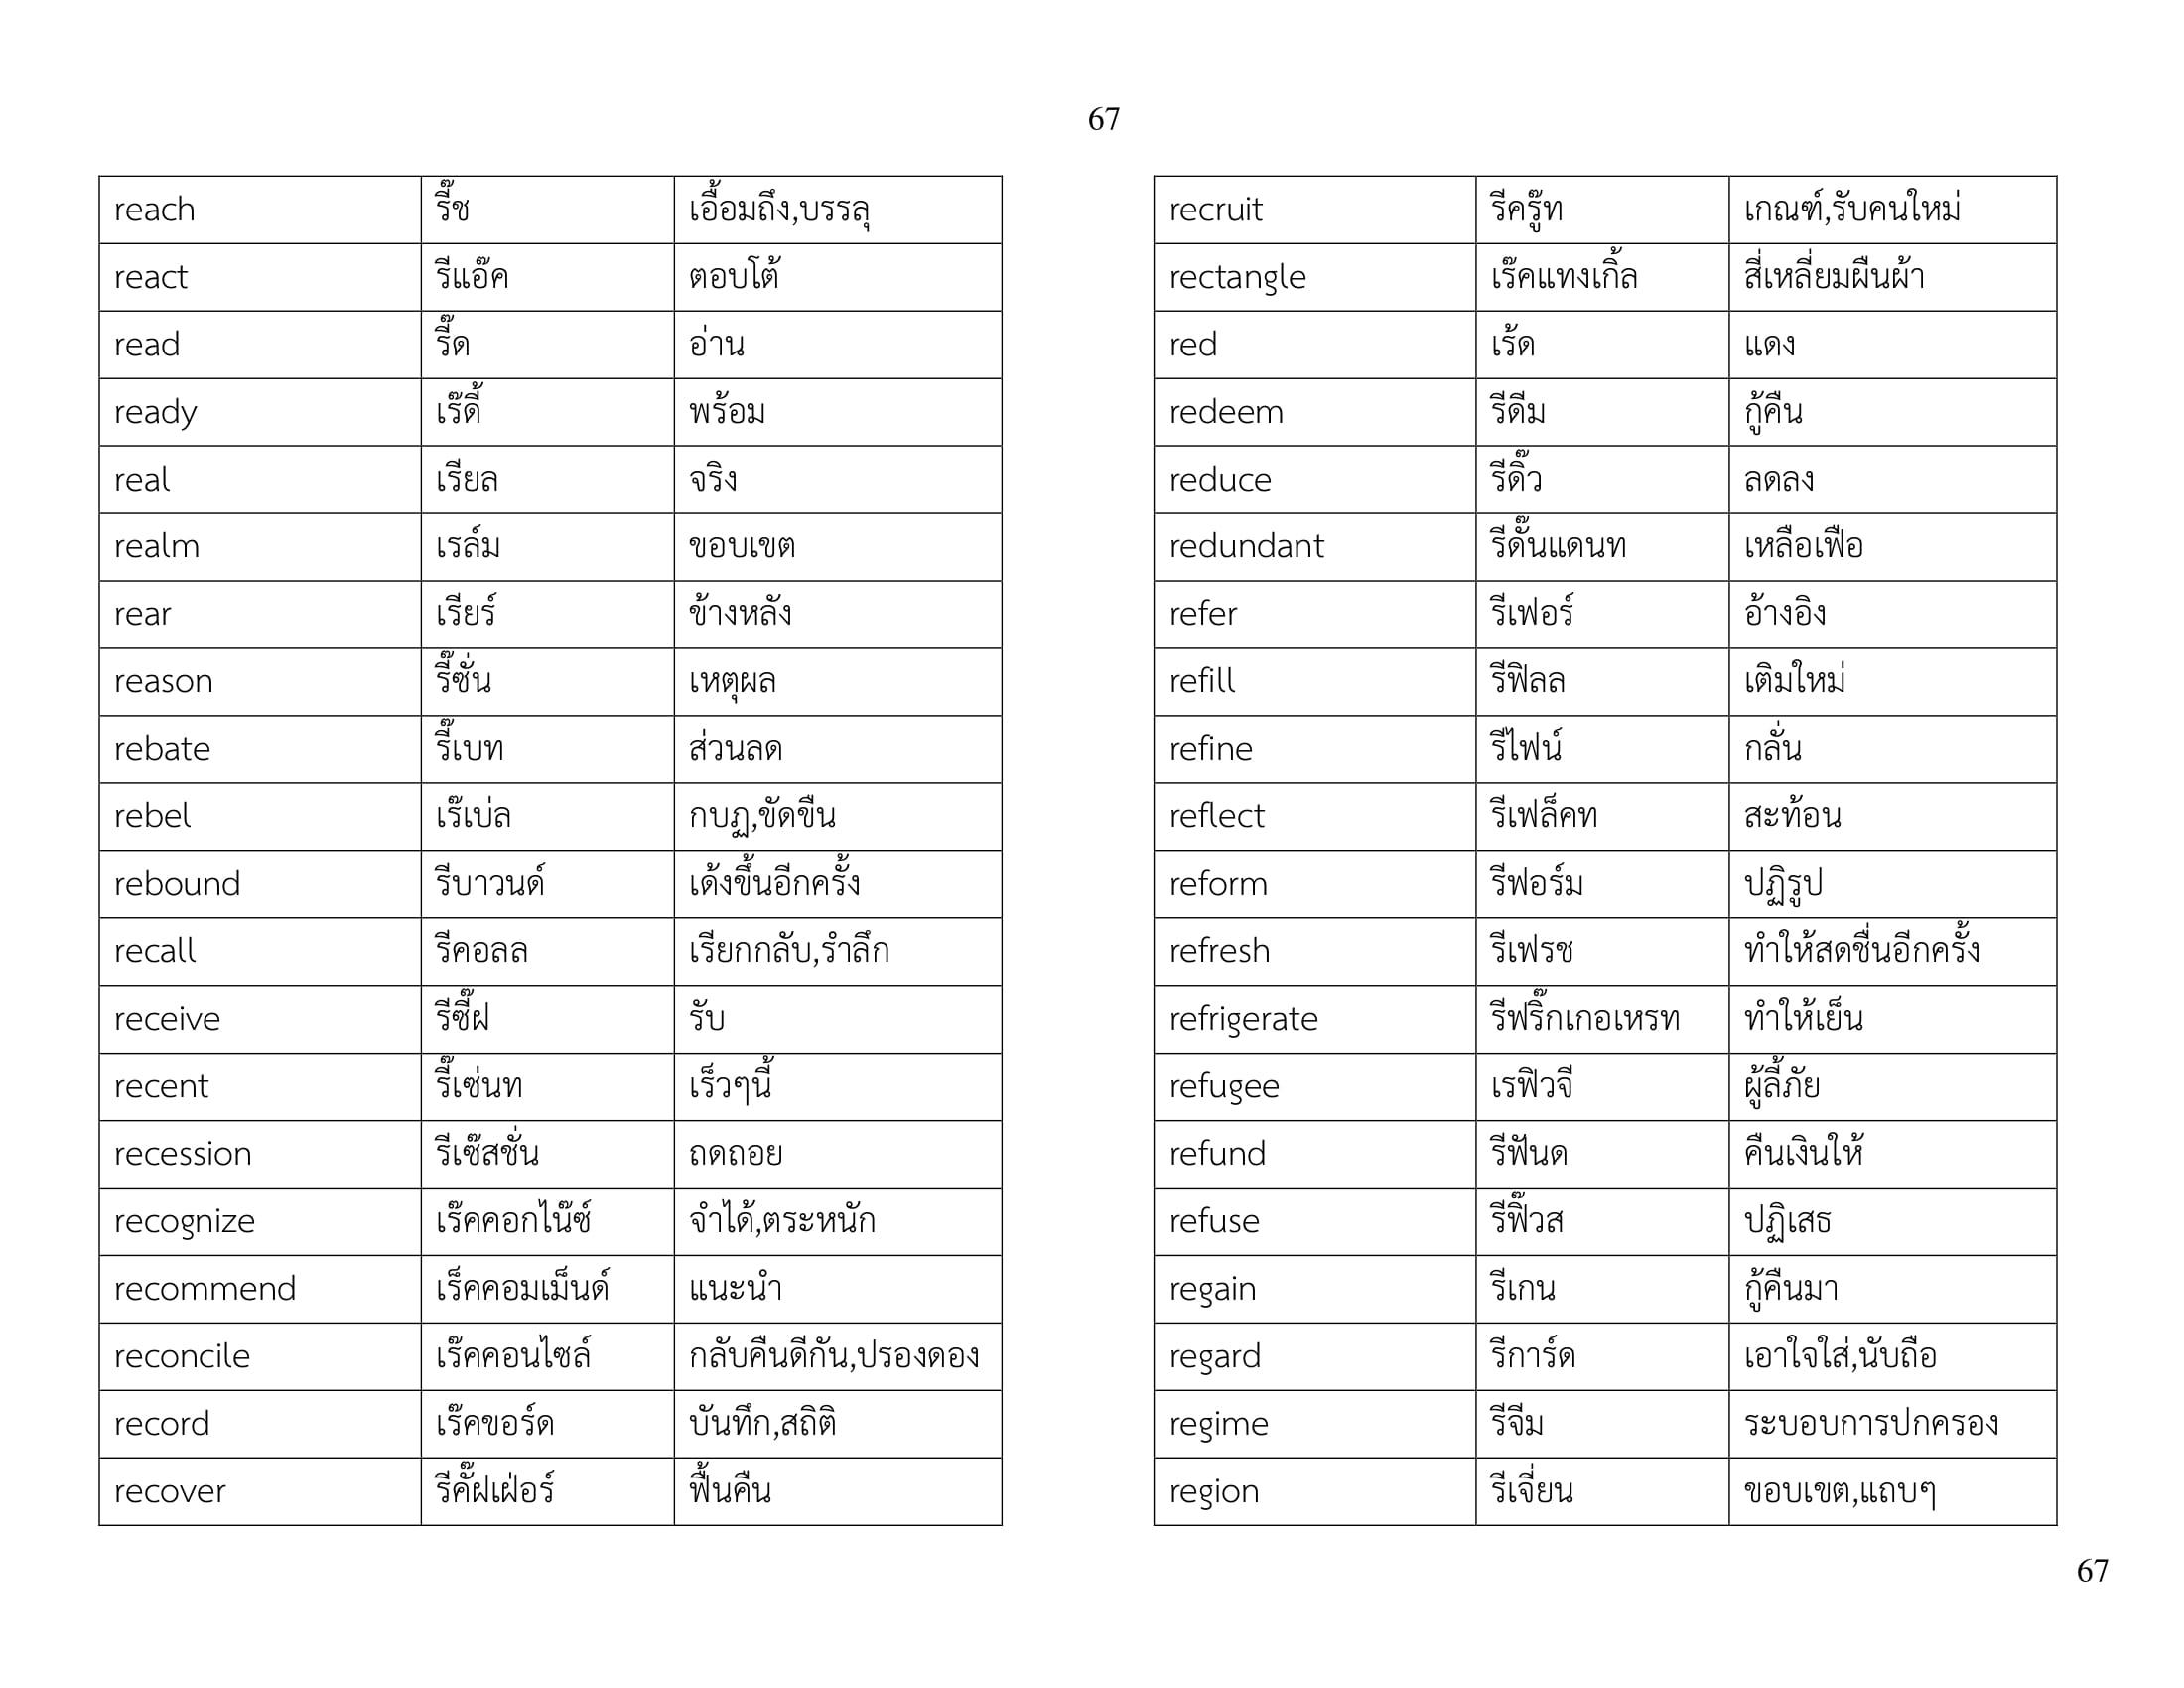 67
reach รี๊ช เอื้อมถึง,บรรลุ
react รีแอ๊ค ตอบโต้
read รี๊ด อ่าน
ready เร๊ดี้ พร้อม
real เรียล จริง
realm เรล์ม ขอบเขต
rear เรียร์ ข้างหลัง
reason รี๊ซั่น เหตุผล
rebate รี๊เบท ส่วนลด
rebel เร๊เบ่ล กบฏ,ขัดขืน
rebound รีบาวนด์ เด้งขึ้นอีกครั้ง
recall รีคอลล เรียกกลับ,รำลึก
receive รีซี๊ฝ รับ
recent รี๊เซ่นท เร็วๆนี้
recession รีเซ๊สชั่น ถดถอย
recognize เร๊คคอกไน๊ซ์ จำได้,ตระหนัก
recommend เร็คคอมเม็นด์ แนะนำ
reconcile เร๊คคอนไซล์ กลับคืนดีกัน,ปรองดอง
record เร๊คขอร์ด บันทึก,สถิติ
recover รีคั๊ฝเฝ่อร์ ฟื้นคืน
recruit รีครู๊ท เกณฑ์,รับคนใหม่
rectangle เร๊คแทงเกิ้ล สี่เหลี่ยมผืนผ้า
red เร้ด แดง
redeem รีดีม กู้คืน
reduce รีดิ๊ว ลดลง
redundant รีดั๊นแดนท เหลือเฟือ
refer รีเฟอร์ อ้างอิง
refill รีฟิลล เติมใหม่
refine รีไฟน์ กลั่น
reflect รีเฟล็คท สะท้อน
reform รีฟอร์ม ปฏิรูป
refresh รีเฟรช ทำให้สดชื่นอีกครั้ง
refrigerate รีฟริ๊กเกอเหรท ทำให้เย็น
refugee เรฟิวจี ผู้ลี้ภัย
refund รีฟันด คืนเงินให้
refuse รีฟิ๊วส ปฏิเสธ
regain รีเกน กู้คืนมา
regard รีการ์ด เอาใจใส่,นับถือ
regime รีจีม ระบอบการปกครอง
region รีเจี่ยน ขอบเขต,แถบๆ
67